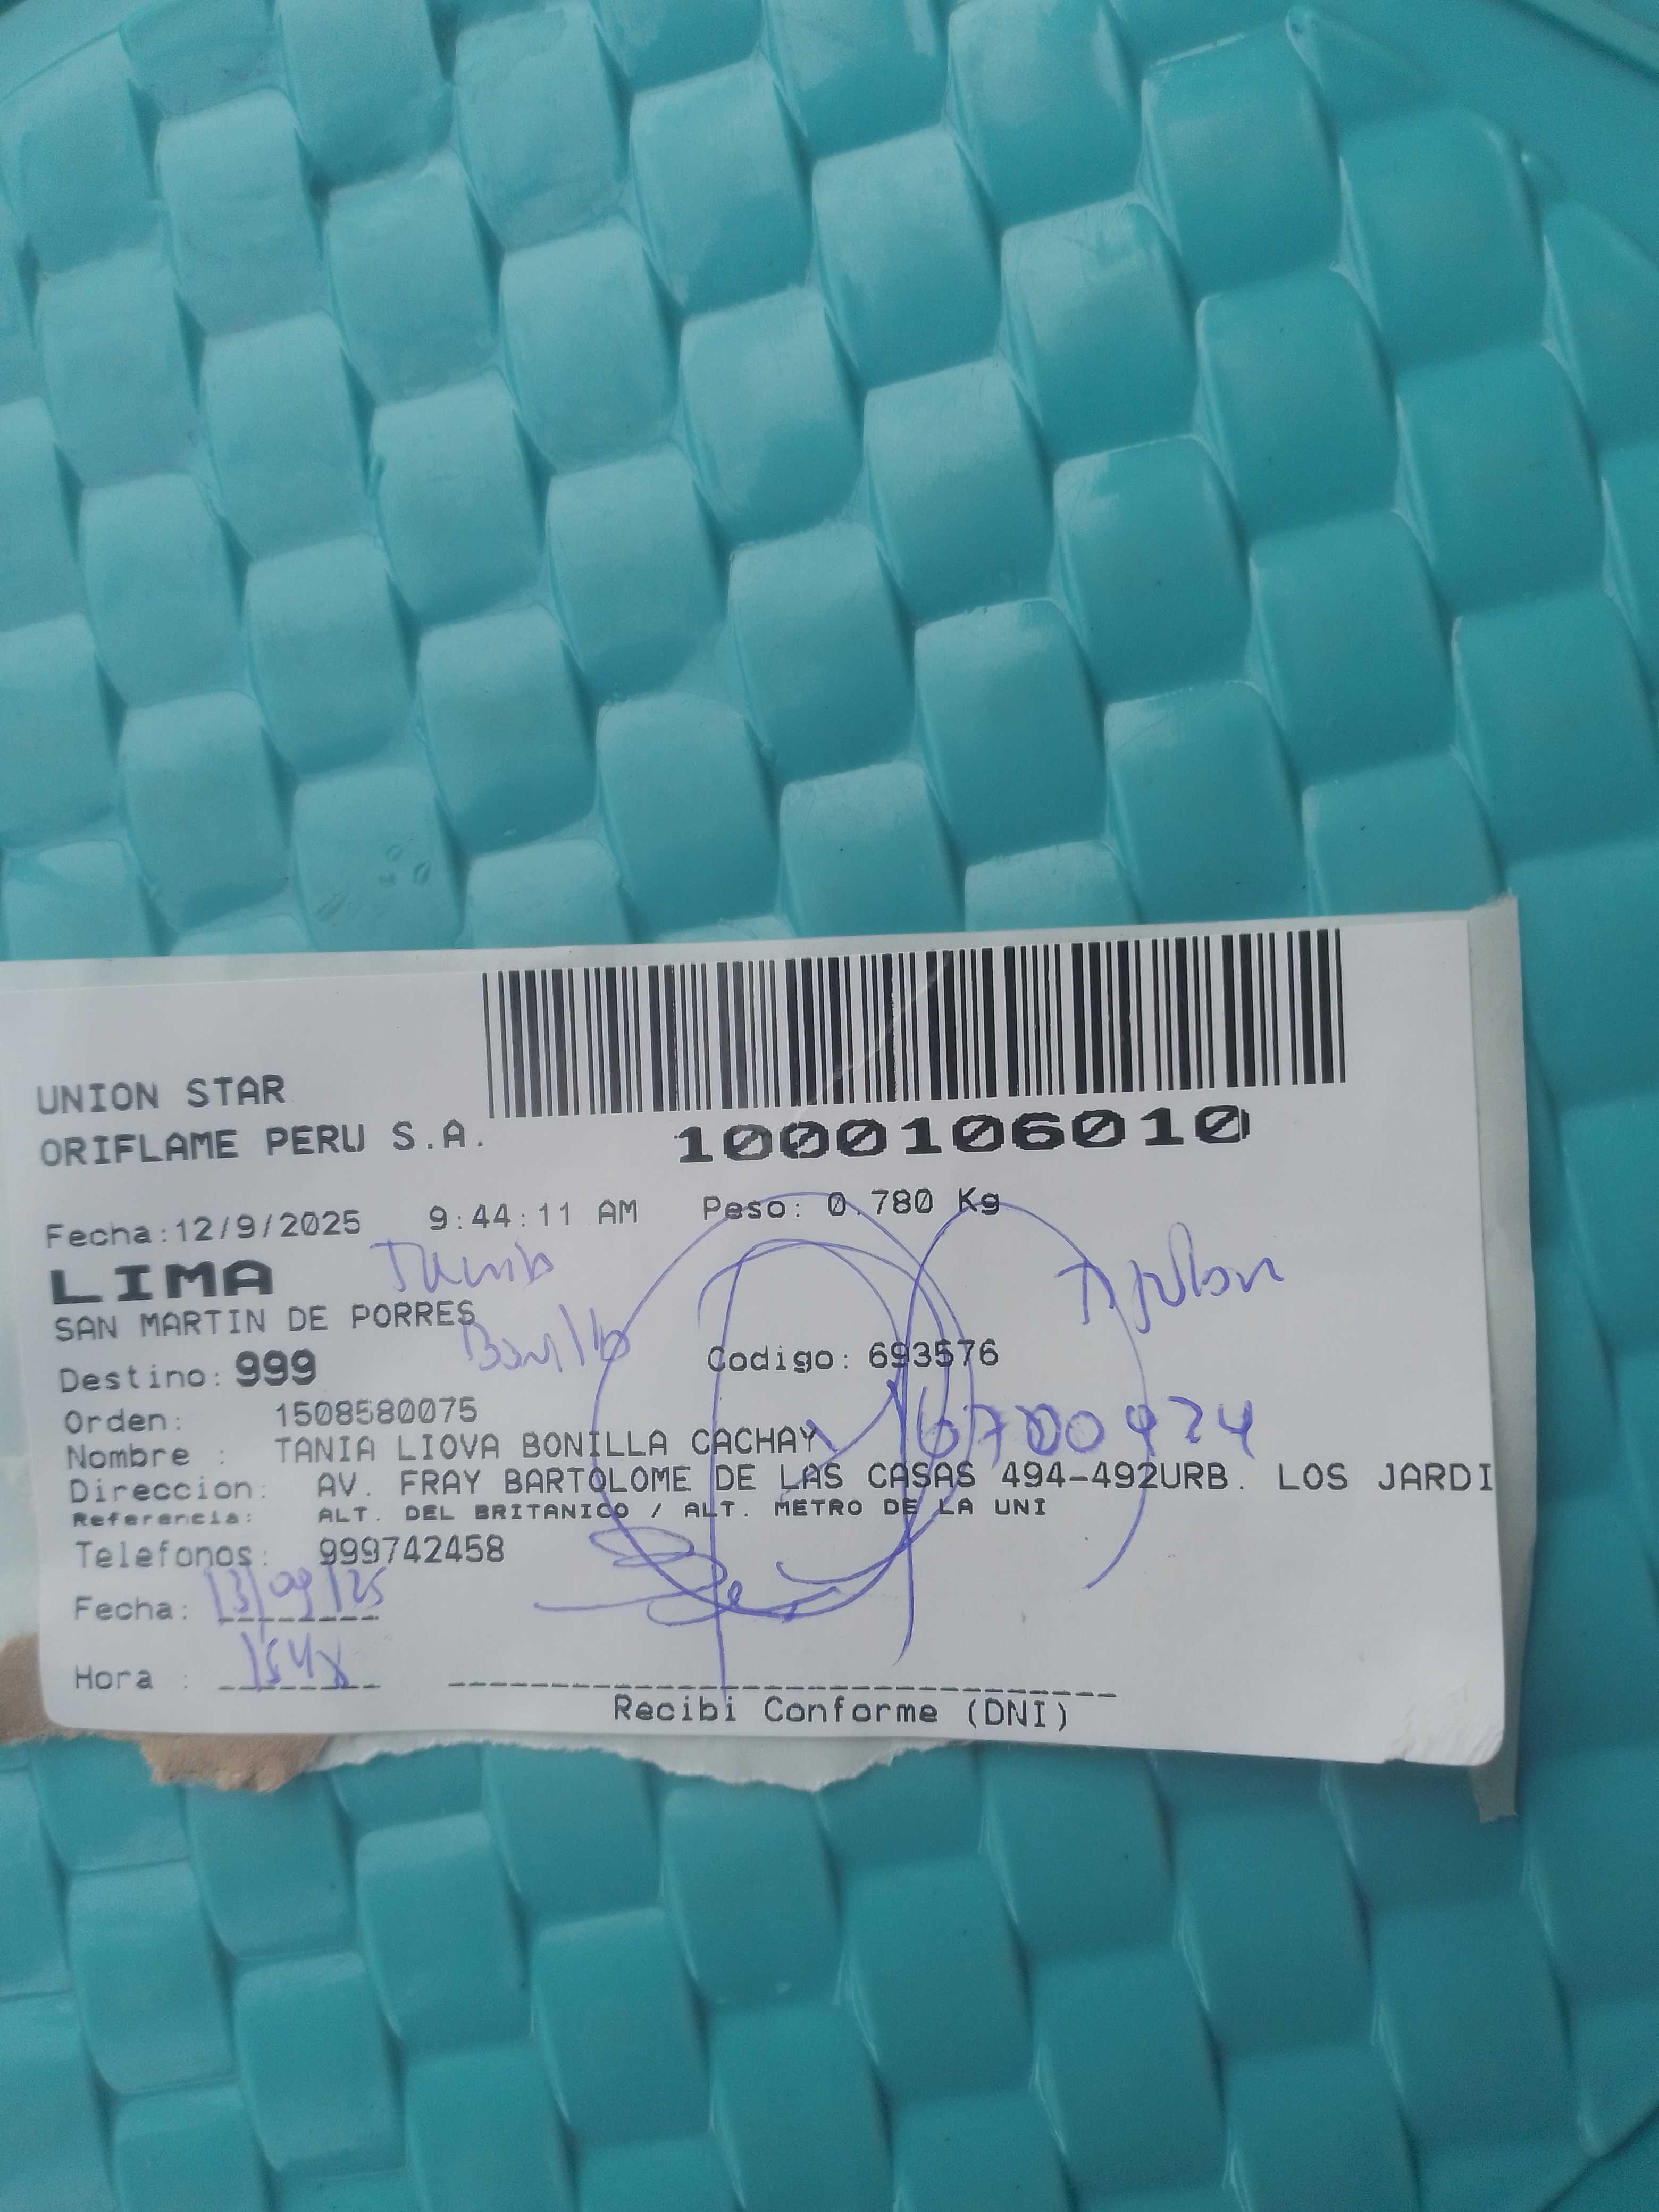 UNION STAR
ORIFLAME PERU S.A.
1000106010
Fecha:12/9/2025 9:44:11 AM Peso: 0.780 Kg
LIMA
Tania
SAN MARTIN DE PORRES
Bonilla
Destino: 999 Codigo: 693576
Orden: 1508580075
Nombre : TANIA LIOVA BONILLA CACHAY
Direccion: AV. FRAY BARTOLOME DE LAS CASAS 494-492URB. LOS JARDI
Referencia: ALT. DEL BRITANICO / ALT. METRO DE LA UNI
Telefonos: 999742458
Fecha: 13/09/25
Hora :
Recibi Conforme (DNI)